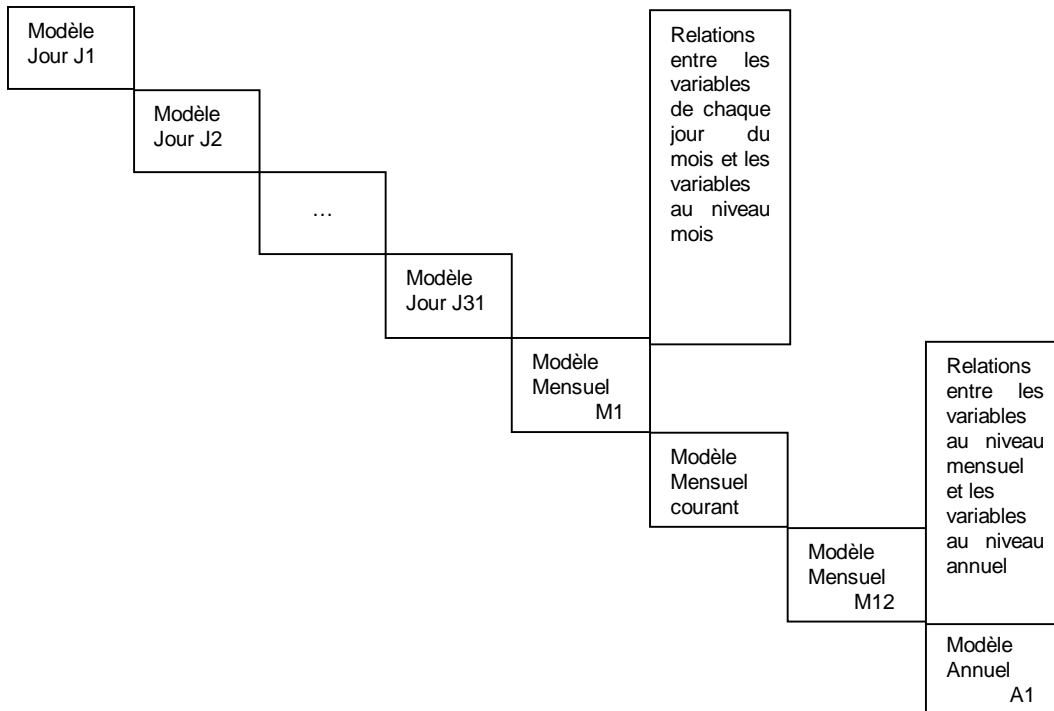 Modèle
Jour J1
Modèle
Jour J2
…
Modèle
Jour J31
Modèle
Mensuel
M1
Relations
entre les
variables
de chaque
jour du
mois et les
variables
au niveau
mois
Modèle
Mensuel
courant
Modèle
Mensuel
M12
Relations
entre les
variables
au niveau
mensuel
et les
variables
au niveau
annuel
Modèle
Annuel
A1